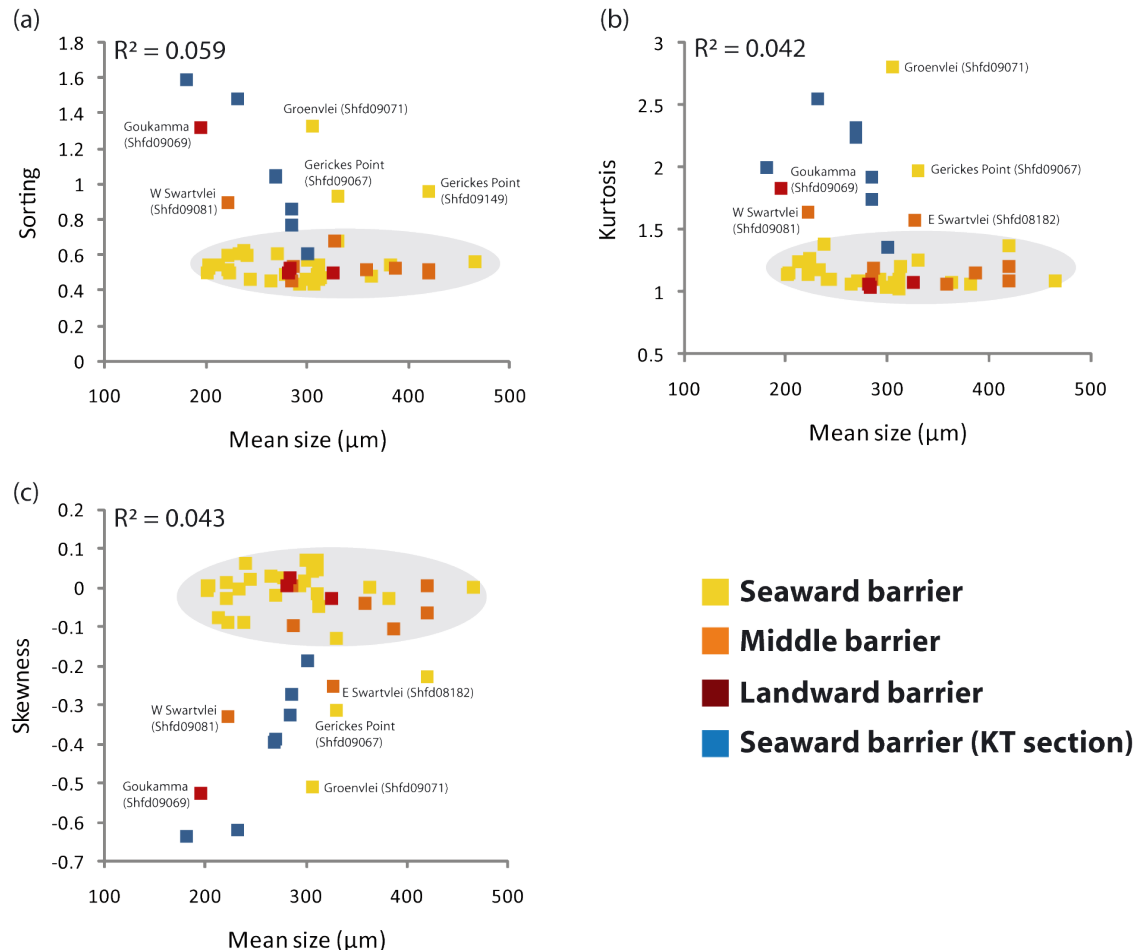 (a)
R² = 0.059
Sorting
1.8
1.6
1.4
1.2
1
0.8
0.6
0.4
0.2
0
Groenvlei (Shfd09071)
Goukamma
(Shfd09069)
Gerickes Point
(Shfd09067)
Gerickes Point
(Shfd09149)
W Swartvlei
(Shfd09081)
100 200 300 400 500
Mean size (µm)
(b)
R² = 0.042
Kurtosis
3
2.5
2
1.5
1
0.5
Groenvlei (Shfd09071)
Goukamma
(Shfd09069)
Gerickes Point (Shfd09067)
W Swartvlei
(Shfd09081)
E Swartvlei (Shfd08182)
100 200 300 400 500
Mean size (µm)
(c)
R² = 0.043
Skewness
0.2
0.1
0
-0.1
-0.2
-0.3
-0.4
-0.5
-0.6
-0.7
E Swartvlei (Shfd08182)
W Swartvlei
(Shfd09081)
Gerickes Point
(Shfd09067)
Goukamma
(Shfd09069)
Groenvlei (Shfd09071)
100 200 300 400 500
Mean size (µm)
Seaward barrier
Middle barrier
Landward barrier
Seaward barrier (KT section)